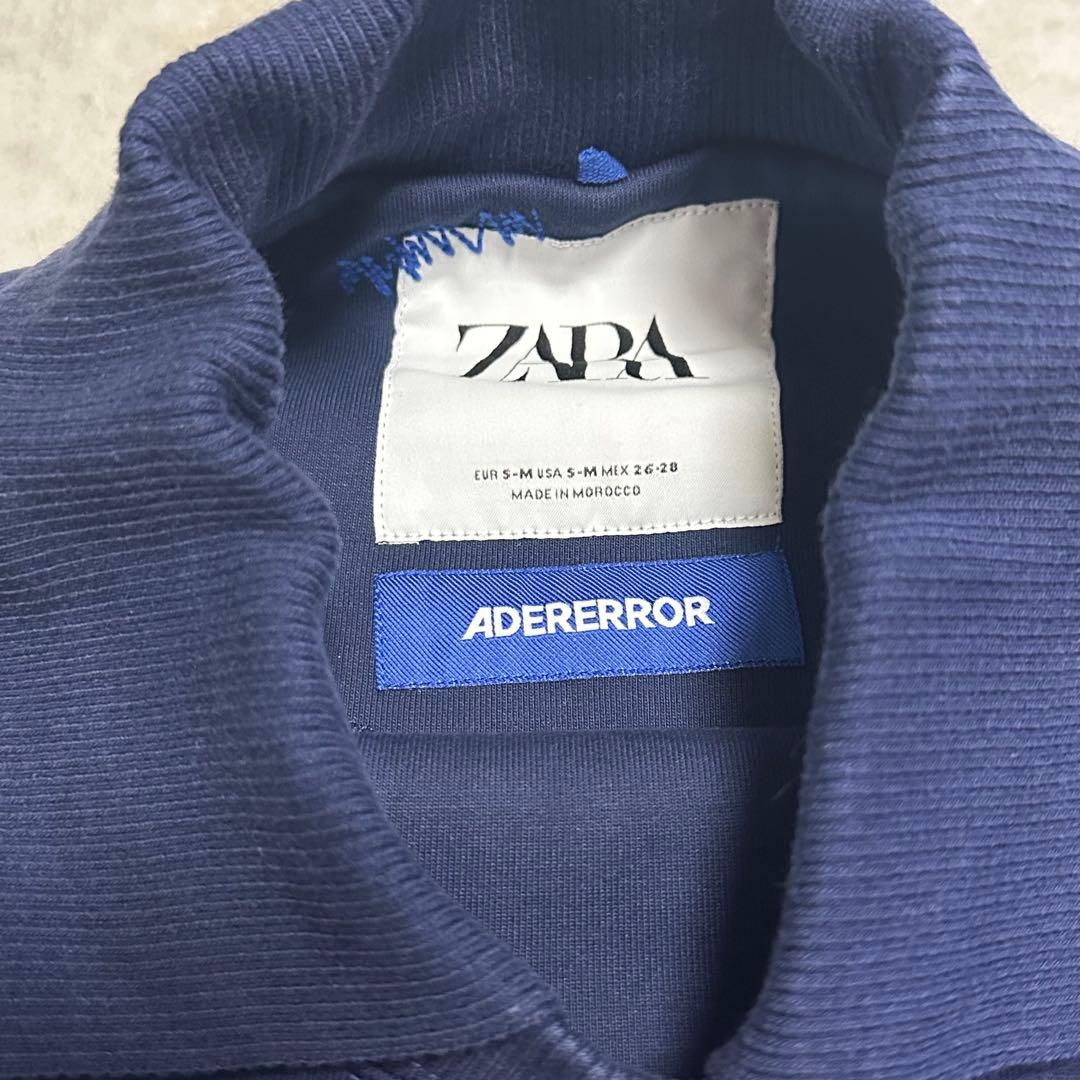 ZARA
EUR S-M USA S-M MEX 26-28
MADE IN MOROCCO
ADERERROR